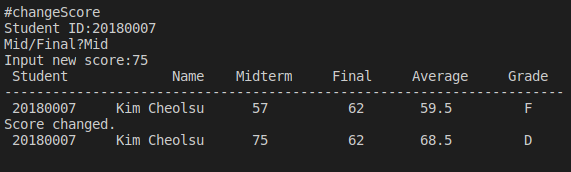 #changeScore
Student ID:20180007
Mid/Final?Mid
Input new score:75
Student Name Midterm Final Average Grade
----------------------------------------------------------------------
20180007 Kim Cheolsu 57 62 59.5 F
Score changed.
20180007 Kim Cheolsu 75 62 68.5 D